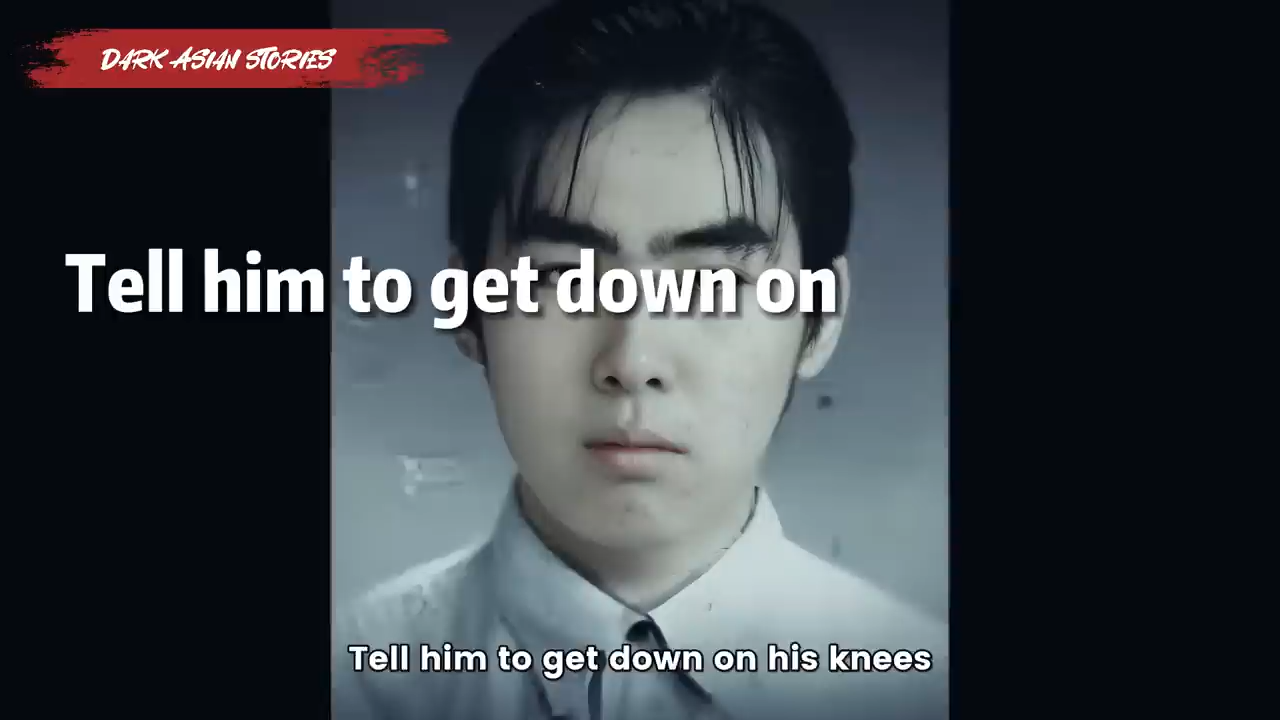 DARK ASIAN STORIES
Tell him to get down on
Tell him to get down on his knees